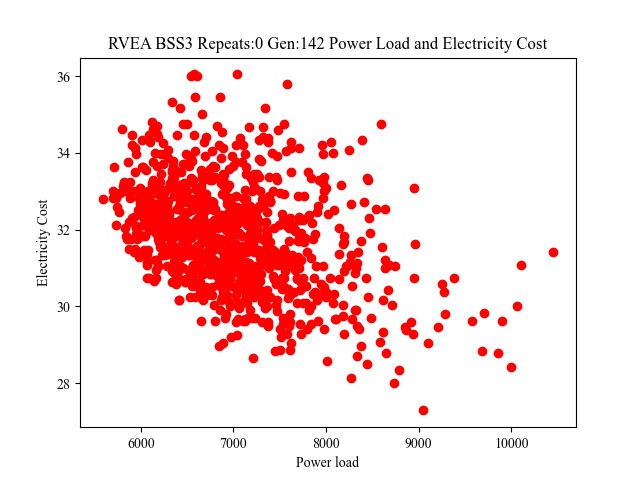 RVEA BSS3 Repeats:0 Gen:142 Power Load and Electricity Cost
36
34
32
30
28
Electricity Cost
6000 7000 8000 9000 10000
Power load